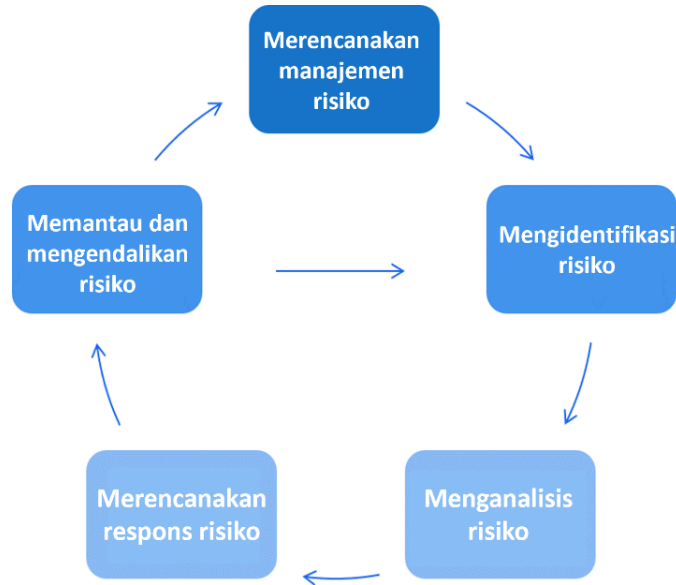 Merencanakan
manajemen
risiko
Memantau dan
mengendalikan
risiko
Mengidentifikasi
risiko
Merencanakan
respons risiko
Menganalisis
risiko